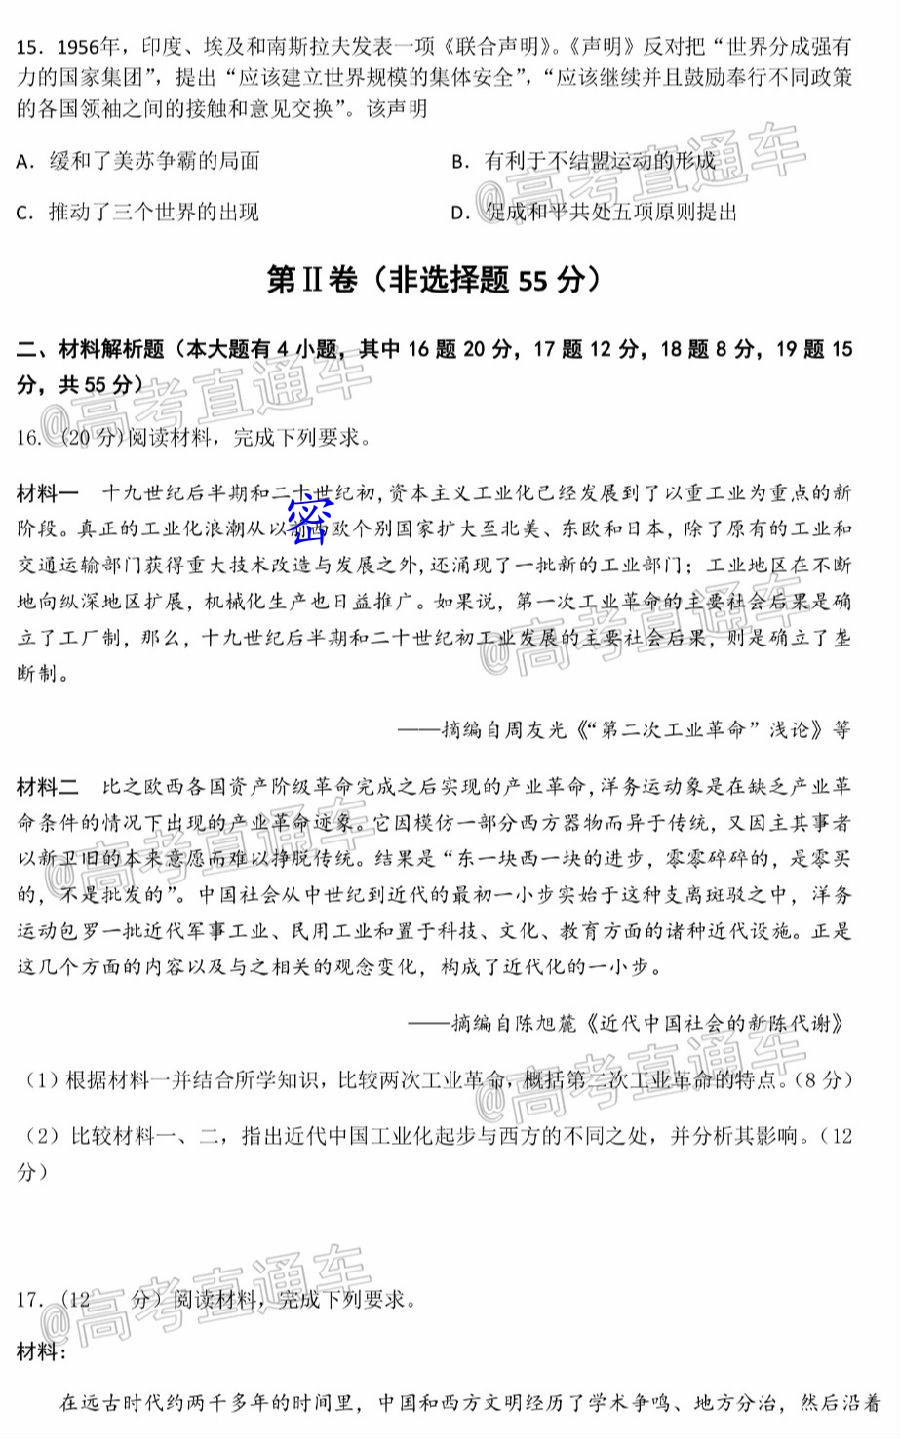 15. 1956年，印度、埃及和南斯拉夫发表一项《联合声明》。《声明》反对把“世界分成强有
力的国家集团”，提出“应该建立世界规模的集体安全”，“应该继续并且鼓励奉行不同政策
的各国领袖之间的接触和意见交换”。该声明
A．缓和了美苏争霸的局面 B．有利于不结盟运动的形成
C．推动了三个世界的出现 D．促成和平共处五项原则提出
@高考直通车
第Ⅱ卷（非选择题 55 分）
二、材料解析题（本大题有 4 小题，其中 16 题 20 分，17 题 12 分，18 题 8 分，19 题 15
分，共 55 分）
@高考直通车
16. (20 分)阅读材料，完成下列要求。
材料一 十九世纪后半期和二十世纪初，资本主义工业化已经发展到了以重工业为重点的新
阶段。真正的工业化浪潮从以前西欧个别国家扩大至北美、东欧和日本，除了原有的工业和
密
交通运输部门获得重大技术改造与发展之外，还涌现了一批新的工业部门；工业地区在不断
地向纵深地区扩展，机械化生产也日益推广。如果说，第一次工业革命的主要社会后果是确
立了工厂制，那么，十九世纪后半期和二十世纪初工业发展的主要社会后果，则是确立了垄
断制。
@高考直通车
——摘编自周友光《“第二次工业革命”浅论》等
材料二 比之欧西各国资产阶级革命完成之后实现的产业革命，洋务运动象是在缺乏产业革
命条件的情况下出现的产业革命迹象。它因模仿一部分西方器物而异于传统，又因主其事者
以新卫旧的本来意愿而难以挣脱传统。结果是“东一块西一块的进步，零零碎碎的，是零买
的，不是批发的”。中国社会从中世纪到近代的最初一小步实始于这种支离斑驳之中，洋务
运动包罗一批近代军事工业、民用工业和置于科技、文化、教育方面的诸种近代设施。正是
这几个方面的内容以及与之相关的观念变化，构成了近代化的一小步。
@高考直通车
——摘编自陈旭麓《近代中国社会的新陈代谢》
（1）根据材料一并结合所学知识，比较两次工业革命，概括第二次工业革命的特点。（8 分）
@高考直通车
（2）比较材料一、二，指出近代中国工业化起步与西方的不同之处，并分析其影响。（12
分）
17．（12 分）阅读材料，完成下列要求。
@高考直通车
材料：
在远古时代约两千多年的时间里，中国和西方文明经历了学术争鸣、地方分治，然后沿着